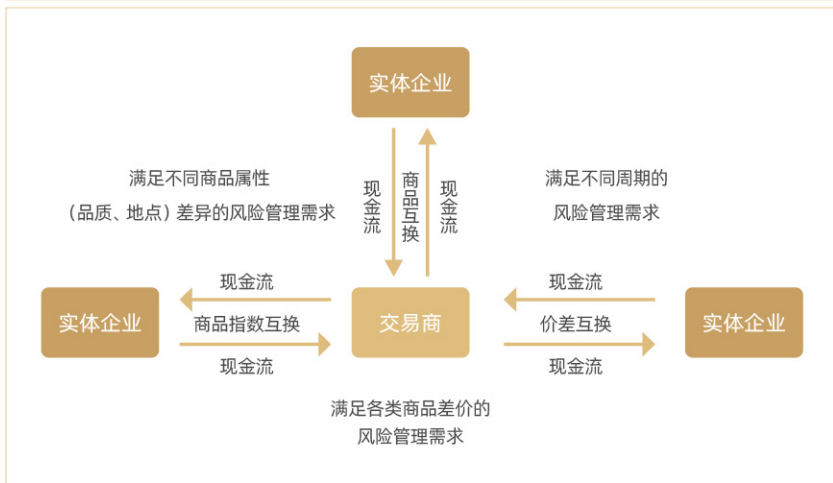 实体企业
满足不同商品属性
（品质、地点）差异的风险管理需求
现金流
商品互换
现金流
满足不同周期的
风险管理需求
实体企业
现金流
商品指数互换
现金流
交易商
现金流
价差互换
现金流
实体企业
满足各类商品差价的
风险管理需求